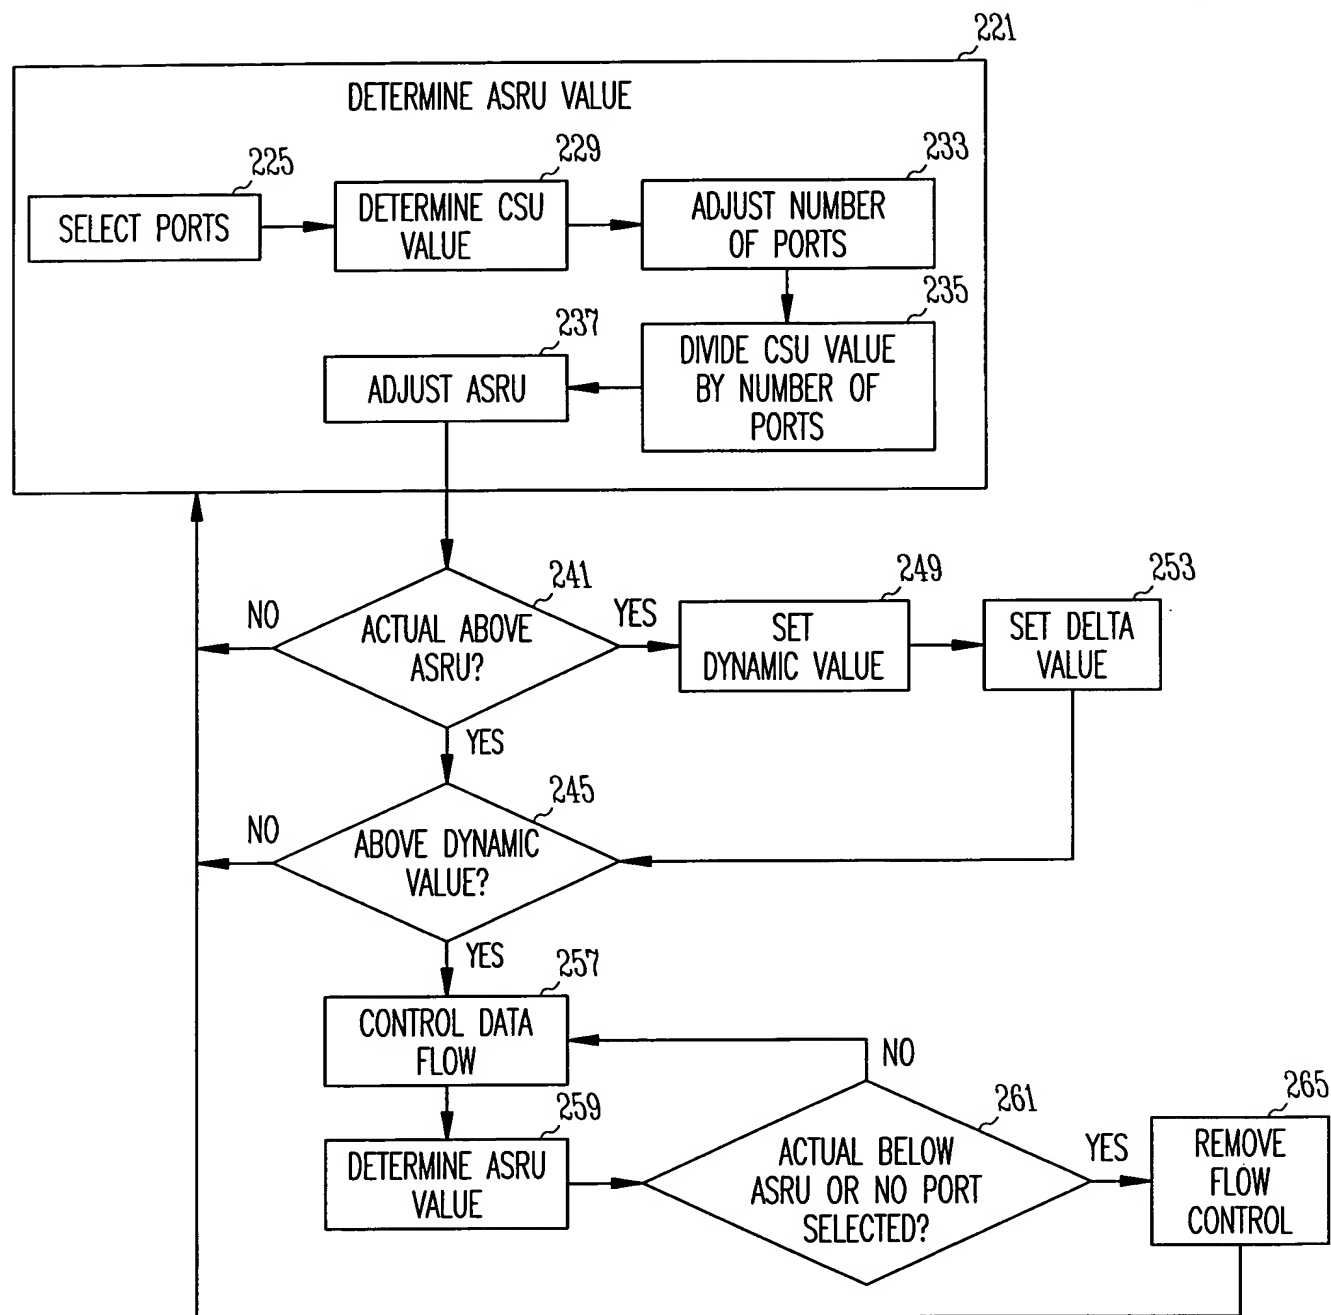 221
DETERMINE ASRU VALUE
225
SELECT PORTS
229
DETERMINE CSU
VALUE
233
ADJUST NUMBER
OF PORTS
235
DIVIDE CSU VALUE
BY NUMBER OF
PORTS
237
ADJUST ASRU
241
ACTUAL ABOVE
ASRU?
NO
YES
249
SET
DYNAMIC VALUE
253
SET DELTA
VALUE
YES
245
ABOVE DYNAMIC
VALUE?
NO
YES
257
CONTROL DATA
FLOW
259
DETERMINE ASRU
VALUE
NO
261
ACTUAL BELOW
ASRU OR NO PORT
SELECTED?
YES
265
REMOVE
FLOW
CONTROL